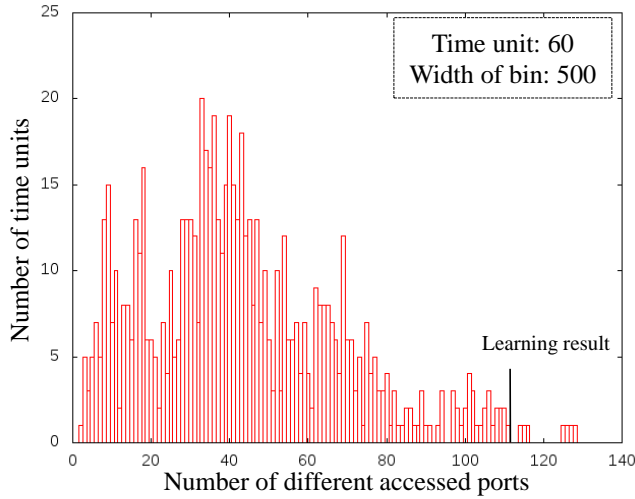 25
Time unit: 60
Width of bin: 500
20
15
10
5
0
Number of time units
Learning result
0 20 40 60 80 100 120 140
Number of different accessed ports